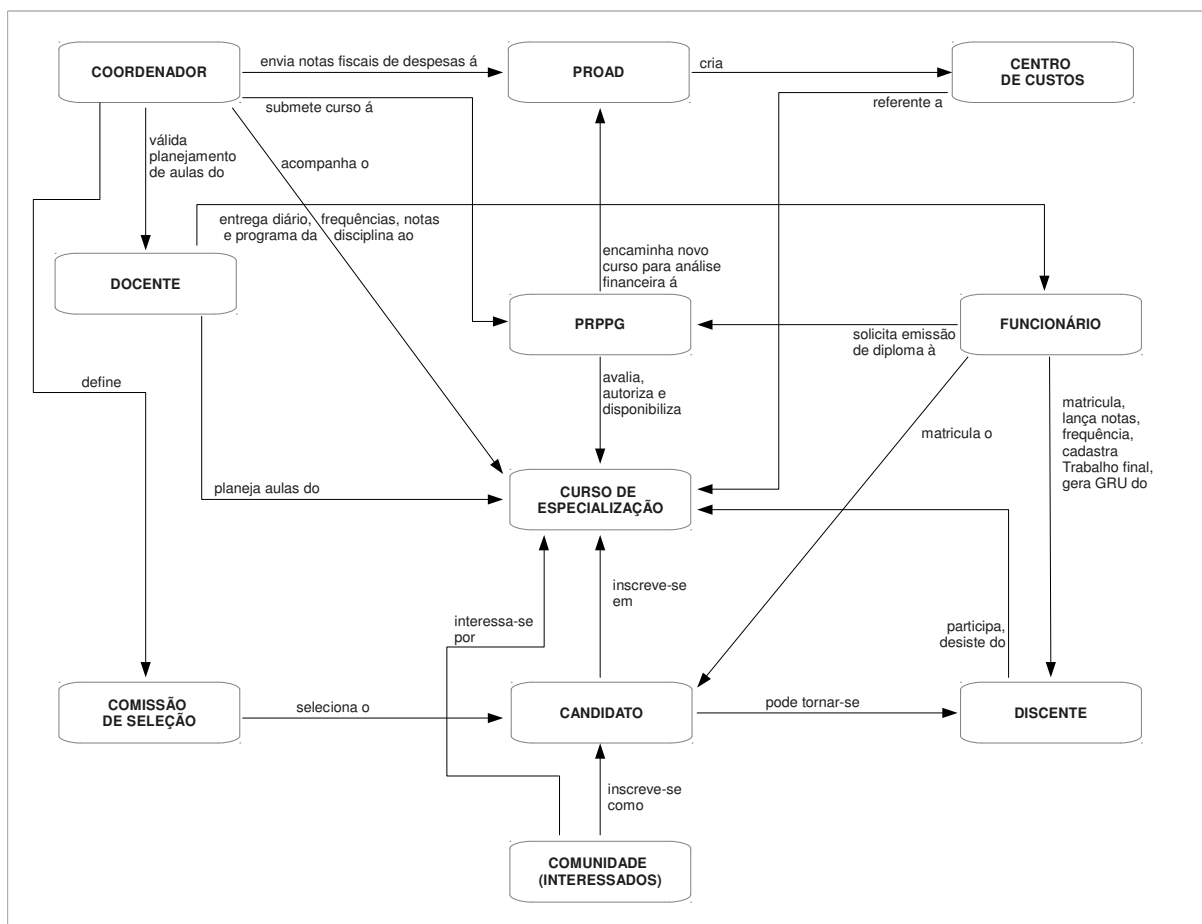 COORDENADOR
envia notas fiscais de despesas á
PROAD
cria
CENTRO
DE CUSTOS
submete curso á
referente a
válida
planejamento
de aulas do
acompanha o
entrega diário, frequências, notas
e programa da disciplina ao
encaminha novo
curso para análise
financeira á
DOCENTE
PRPPG
solicita emissão
de diploma à
FUNCIONÁRIO
define
avalia,
autoriza e
disponibiliza
matricula o
matricula,
lança notas,
frequência,
cadastra
Trabalho final,
gera GRU do
planeja aulas do
CURSO DE
ESPECIALIZAÇÃO
inscreve-se
em
interessa-se
por
participa,
desiste do
COMISSÃO
DE SELEÇÃO
seleciona o
CANDIDATO
pode tornar-se
DISCENTE
inscreve-se
como
COMUNIDADE
(INTERESSADOS)